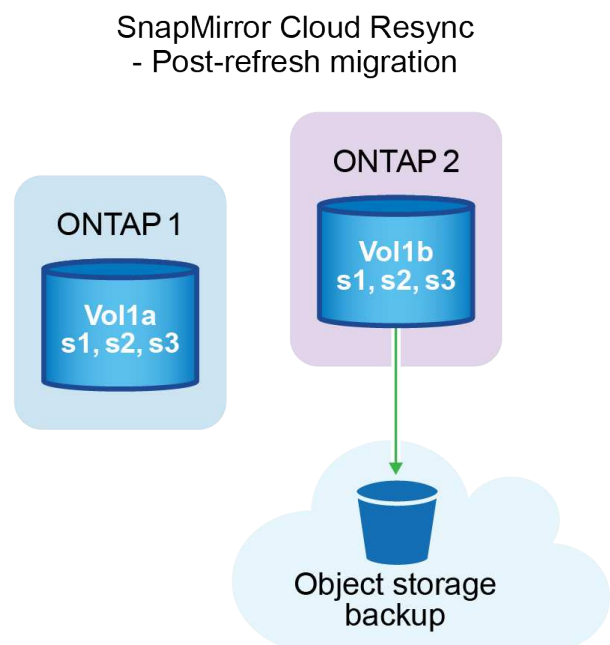 SnapMirror Cloud Resync
- Post-refresh migration
ONTAP 1
Vol1a
s1, s2, s3
ONTAP 2
Vol1b
s1, s2, s3
Object storage
backup